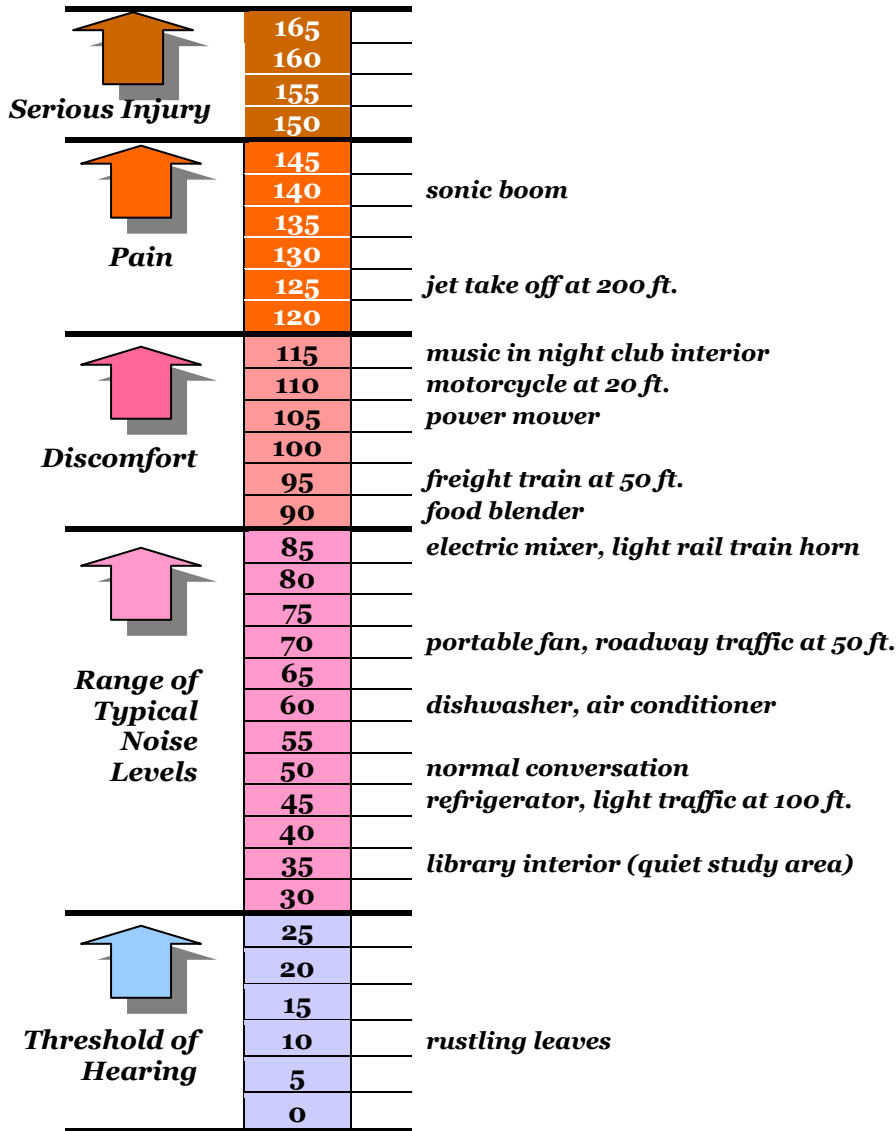 165
160
155
Serious Injury
150
145
140 sonic boom
135
130
Pain
125 jet take off at 200 ft.
120
115 music in night club interior
110 motorcycle at 20 ft.
105 power mower
100
Discomfort
95 freight train at 50 ft.
90 food blender
85 electric mixer, light rail train horn
80
75
70 portable fan, roadway traffic at 50 ft.
65
Range of
Typical
Noise
Levels
60 dishwasher, air conditioner
55
50 normal conversation
45 refrigerator, light traffic at 100 ft.
40
35 library interior (quiet study area)
30
25
20
15
Threshold of
Hearing
10 rustling leaves
5
0